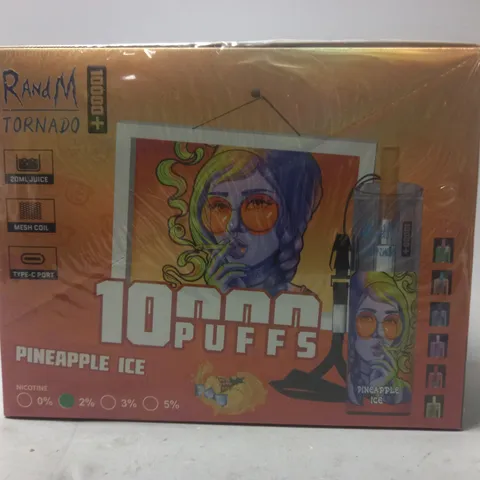 RANDM
TORNADO
10000+
20ML JUICE
MESH COIL
TYPE-C PORT
10000
PUFFS
PINEAPPLE ICE
NICOTINE
0% 2% 3% 5%
PINEAPPLE
ICE